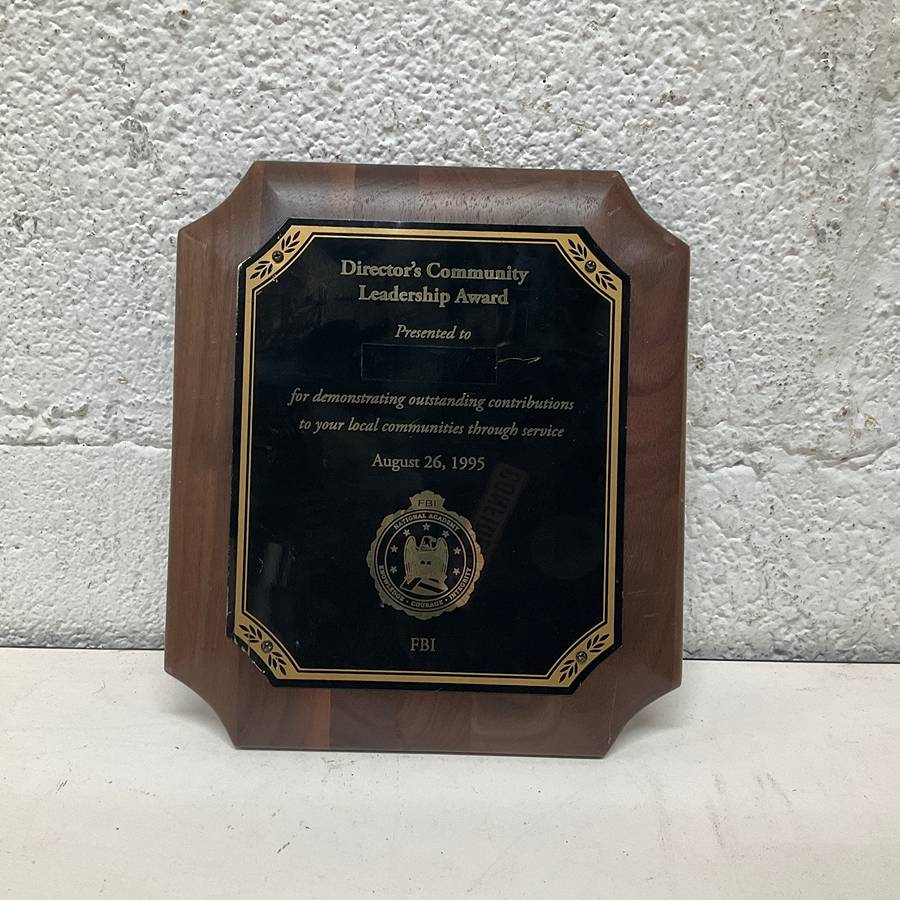 Director's Community
Leadership Award
Presented to
for demonstrating outstanding contributions
to your local communities through service
August 26, 1995
FBI
NATIONAL ACADEMY
KNOWLEDGE • COURAGE • INTEGRITY
FBI